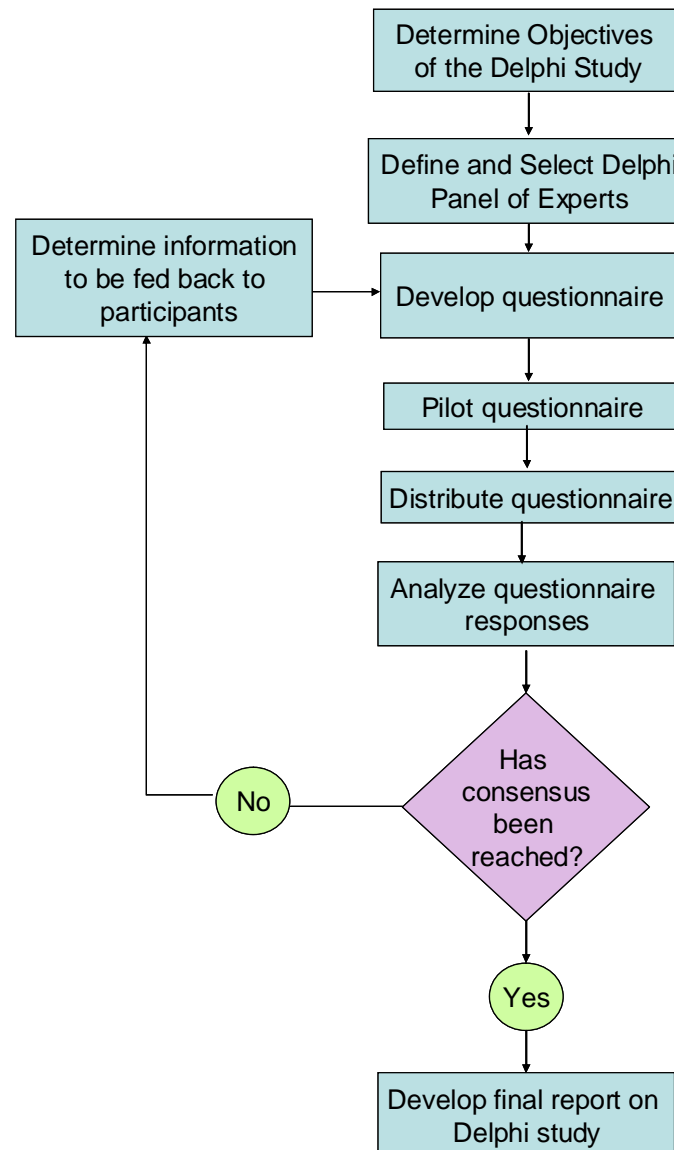 Determine Objectives
of the Delphi Study
Define and Select Delphi
Panel of Experts
Determine information
to be fed back to
participants
Develop questionnaire
Pilot questionnaire
Distribute questionnaire
Analyze questionnaire
responses
Has
consensus
been
reached?
No
Yes
Develop final report on
Delphi study